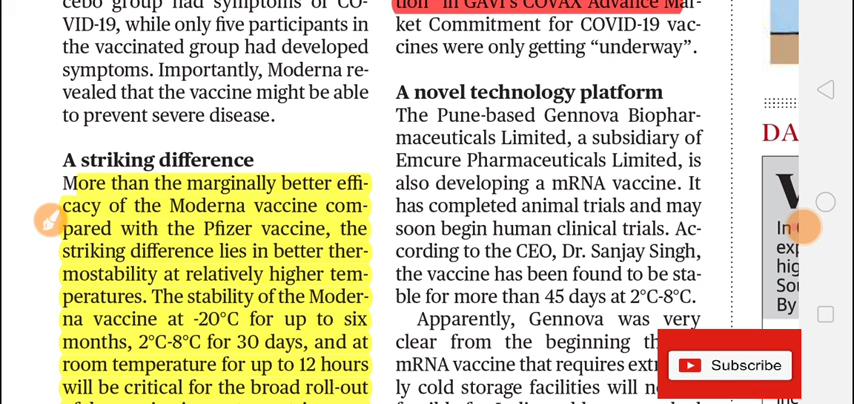 cebo group had symptoms of CO-
VID-19, while only five participants in
the vaccinated group had developed
symptoms. Importantly, Moderna re-
vealed that the vaccine might be able
to prevent severe disease.
A striking difference
More than the marginally better effi-
cacy of the Moderna vaccine com-
pared with the Pfizer vaccine, the
striking difference lies in better ther-
mostability at relatively higher tem-
peratures. The stability of the Moder-
na vaccine at -20°C for up to six
months, 2°C-8°C for 30 days, and at
room temperature for up to 12 hours
will be critical for the broad roll-out
tion" in GAVI's COVAX Advance Mar-
ket Commitment for COVID-19 vac-
cines were only getting “underway”.
A novel technology platform
The Pune-based Gennova Biophar-
maceuticals Limited, a subsidiary of
Emcure Pharmaceuticals Limited, is
also developing a mRNA vaccine. It
has completed animal trials and may
soon begin human clinical trials. Ac-
cording to the CEO, Dr. Sanjay Singh,
the vaccine has been found to be sta-
ble for more than 45 days at 2°C-8°C.
Apparently, Gennova was very
clear from the beginning
mRNA vaccine that requires
ly cold storage facilities will
DA
In
exp
hig
Sou
By
Subscribe